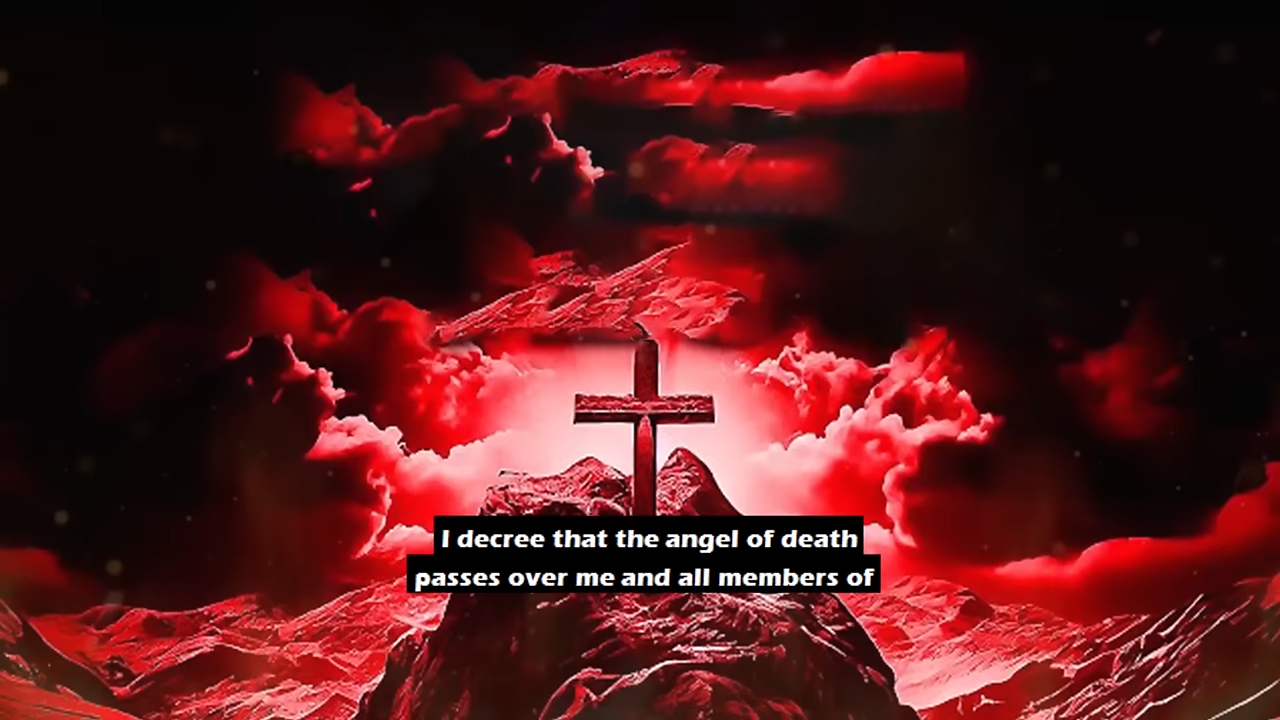 I decree that the angel of death
passes over me and all members of